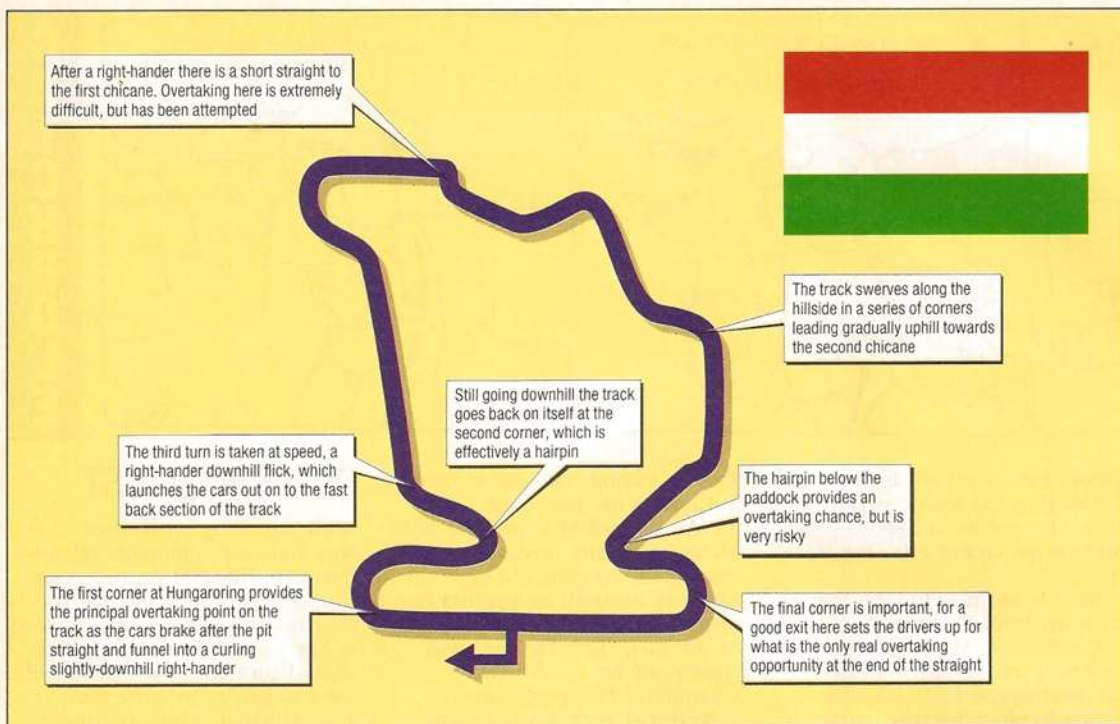 After a right-hander there is a short straight to
the first chicane. Overtaking here is extremely
difficult, but has been attempted
The track swerves along the
hillside in a series of corners
leading gradually uphill towards
the second chicane
Still going downhill the track
goes back on itself at the
second corner, which is
effectively a hairpin
The third turn is taken at speed, a
right-hander downhill flick, which
launches the cars out on to the fast
back section of the track
The hairpin below the
paddock provides an
overtaking chance, but is
very risky
The first corner at Hungaroring provides
the principal overtaking point on the
track as the cars brake after the pit
straight and funnel into a curling
slightly-downhill right-hander
The final corner is important, for a
good exit here sets the drivers up for
what is the only real overtaking
opportunity at the end of the straight